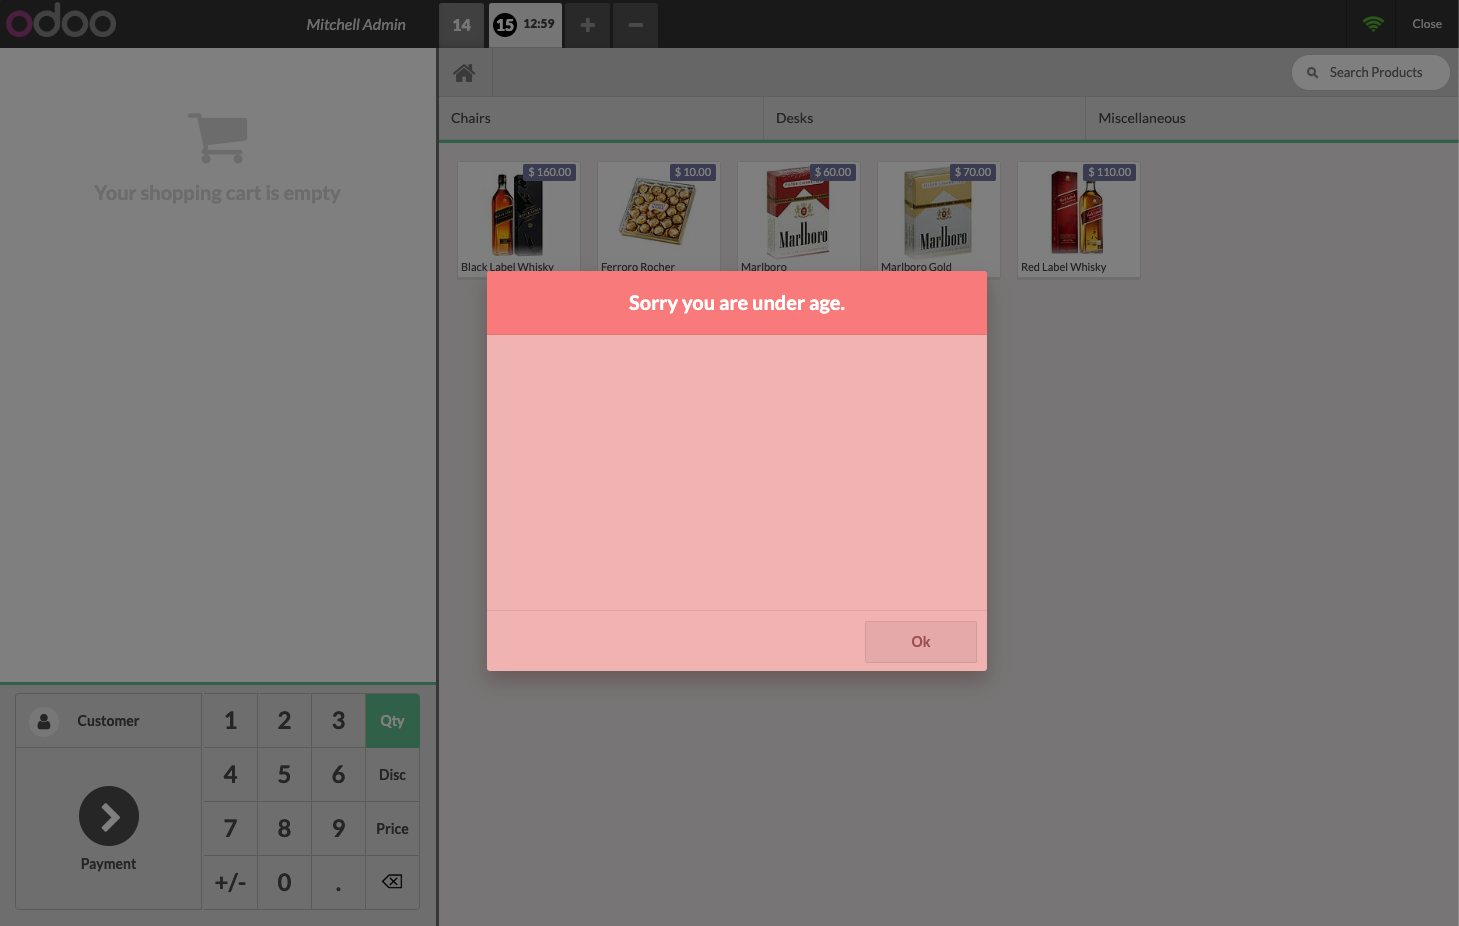 odoo
Mitchell Admin
14
15 12:59
Close
Search Products
Chairs
Desks
Miscellaneous
Your shopping cart is empty
$ 160.00
Black Label Whisky
$ 10.00
Ferroro Rocher
$ 60.00
Marlboro
Marlboro
$ 70.00
Marlboro
Marlboro Gold
$ 110.00
Red Label Whisky
Sorry you are under age.
Ok
Customer
1 2 3 Qty
4 5 6 Disc
7 8 9 Price
Payment
+/- 0 .